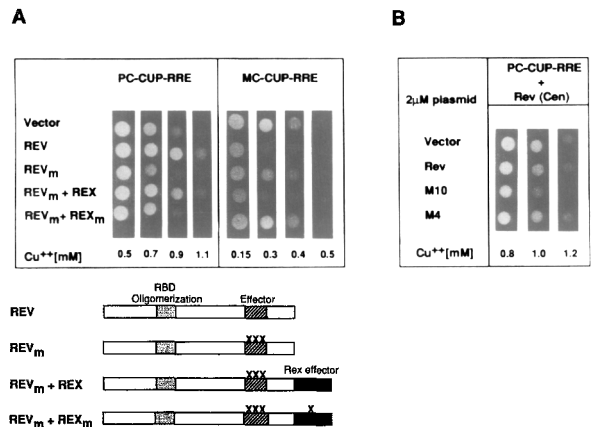 A
PC-CUP-RRE MC-CUP-RRE
Vector
REV
REVm
REVm + REX
REVm + REXm
Cu++[mM] 0.5 0.7 0.9 1.1 0.15 0.3 0.4 0.5
B
2μM plasmid
PC-CUP-RRE
+
Rev (Cen)
Vector
Rev
M10
M4
Cu++[mM] 0.8 1.0 1.2
RBD
Oligomerization Effector
REV
XXX
REVm
XXX Rex effector
REVm + REX
XXX X
REVm + REXm